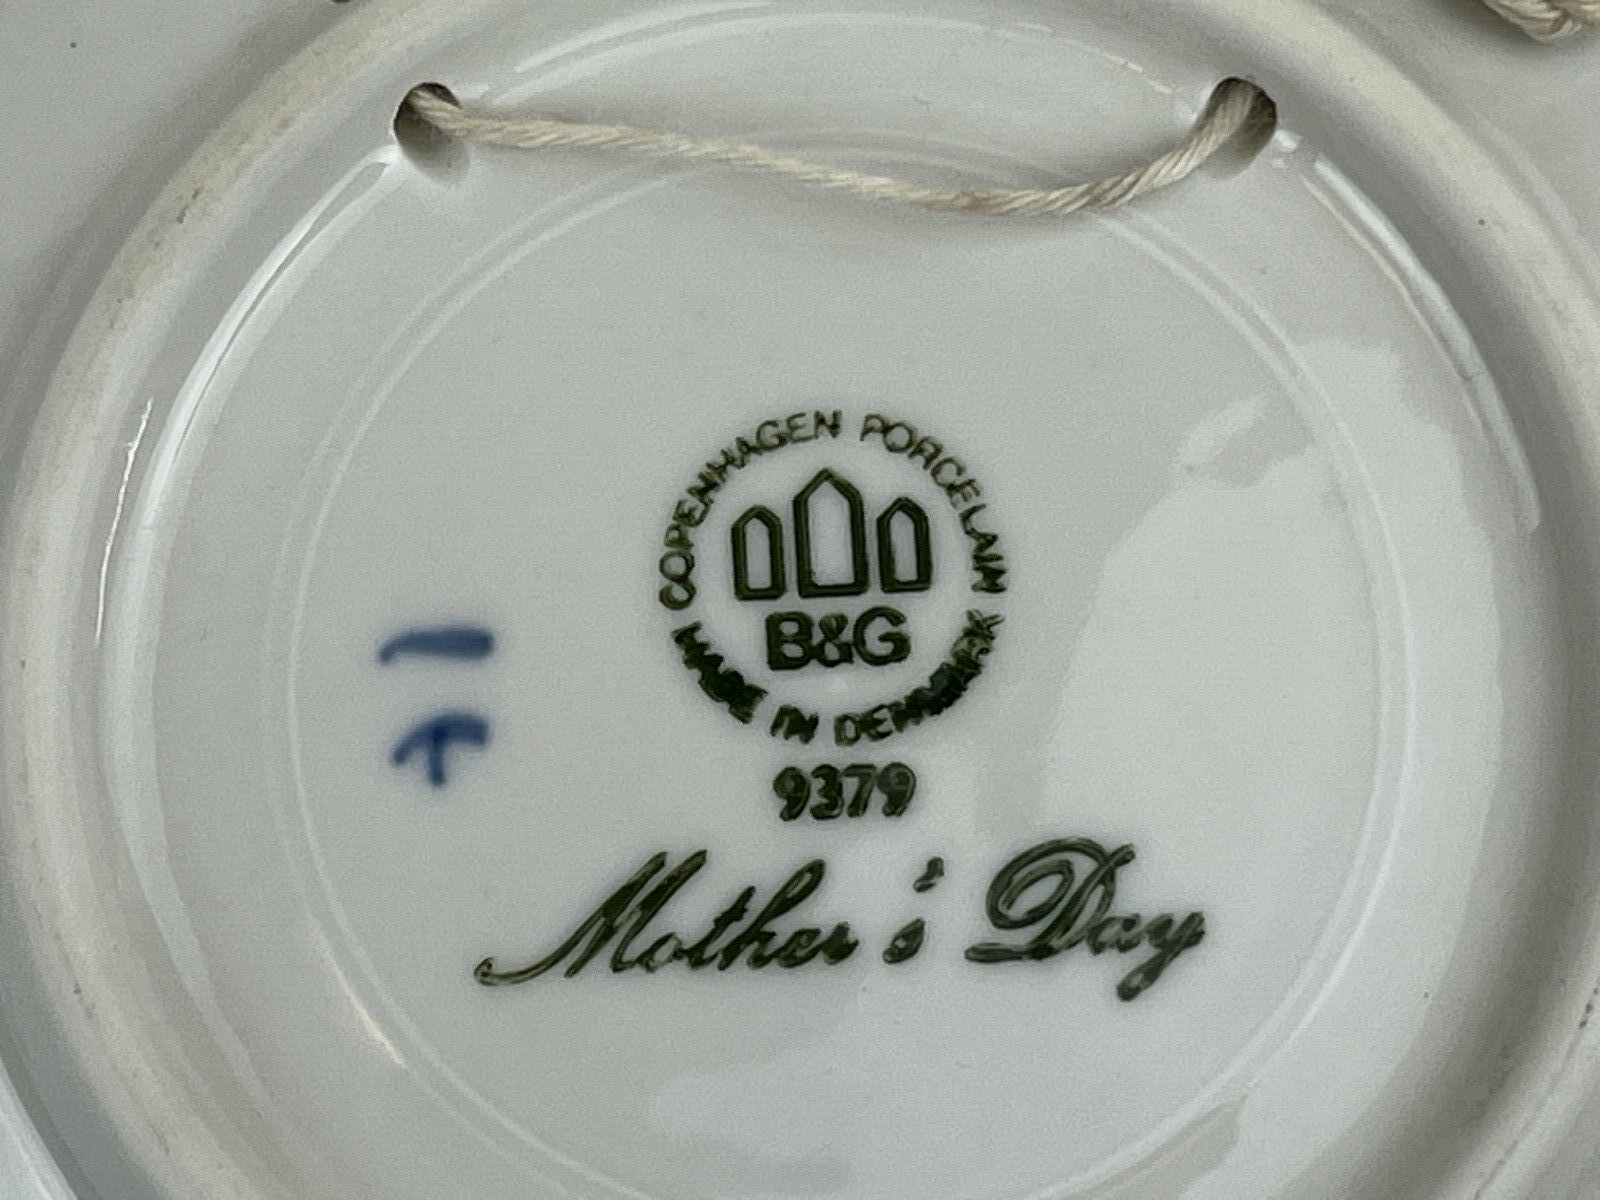 COPENHAGEN PORCELAIN
B&G
MADE IN DENMARK
9379
Mother's Day